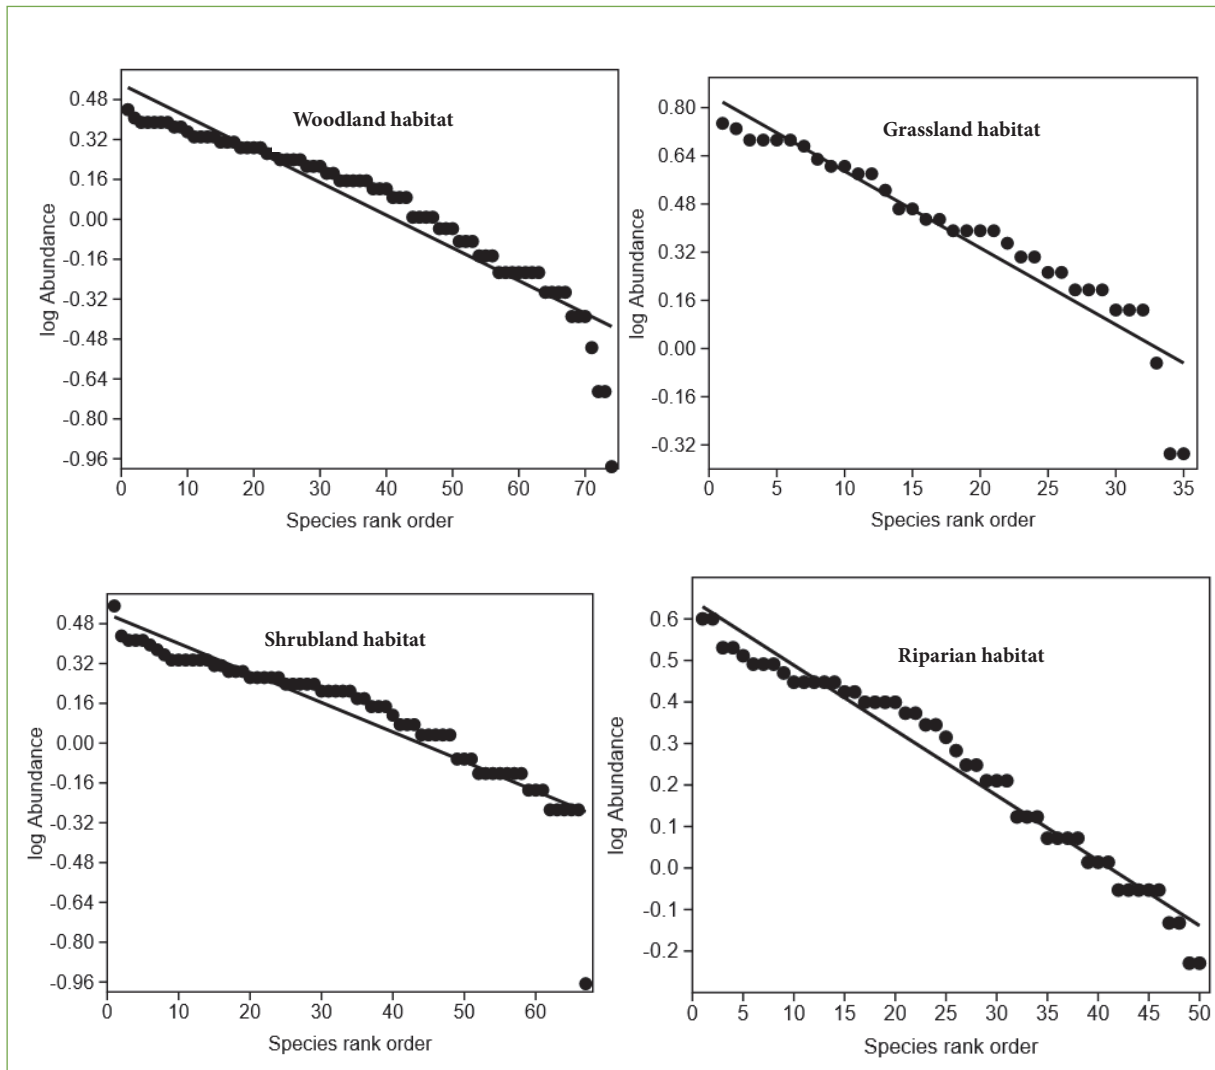 Woodland habitat
log Abundance
0.48
0.32
0.16
0.00
-0.16
-0.32
-0.48
-0.64
-0.80
-0.96
0 10 20 30 40 50 60 70
Species rank order
Grassland habitat
log Abundance
0.80
0.64
0.48
0.32
0.16
0.00
-0.16
-0.32
0 5 10 15 20 25 30 35
Species rank order
Shrubland habitat
log Abundance
0.48
0.32
0.16
0.00
-0.16
-0.32
-0.48
-0.64
-0.80
-0.96
0 10 20 30 40 50 60
Species rank order
Riparian habitat
log Abundance
0.6
0.5
0.4
0.3
0.2
0.1
0.0
-0.1
-0.2
0 5 10 15 20 25 30 35 40 45 50
Species rank order